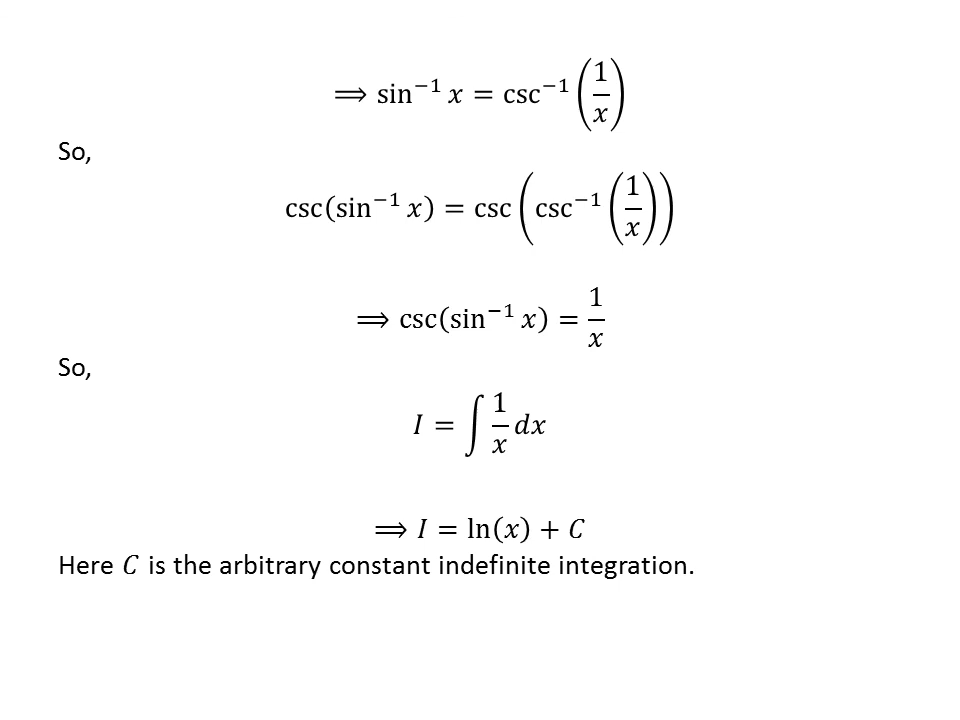 ⟹ sin⁻¹ x = csc⁻¹ (1/x)
So,
csc(sin⁻¹ x) = csc (csc⁻¹ (1/x))
⟹ csc(sin⁻¹ x) = 1/x
So,
I = ∫ 1/x dx
⟹ I = ln(x) + C
Here C is the arbitrary constant indefinite integration.